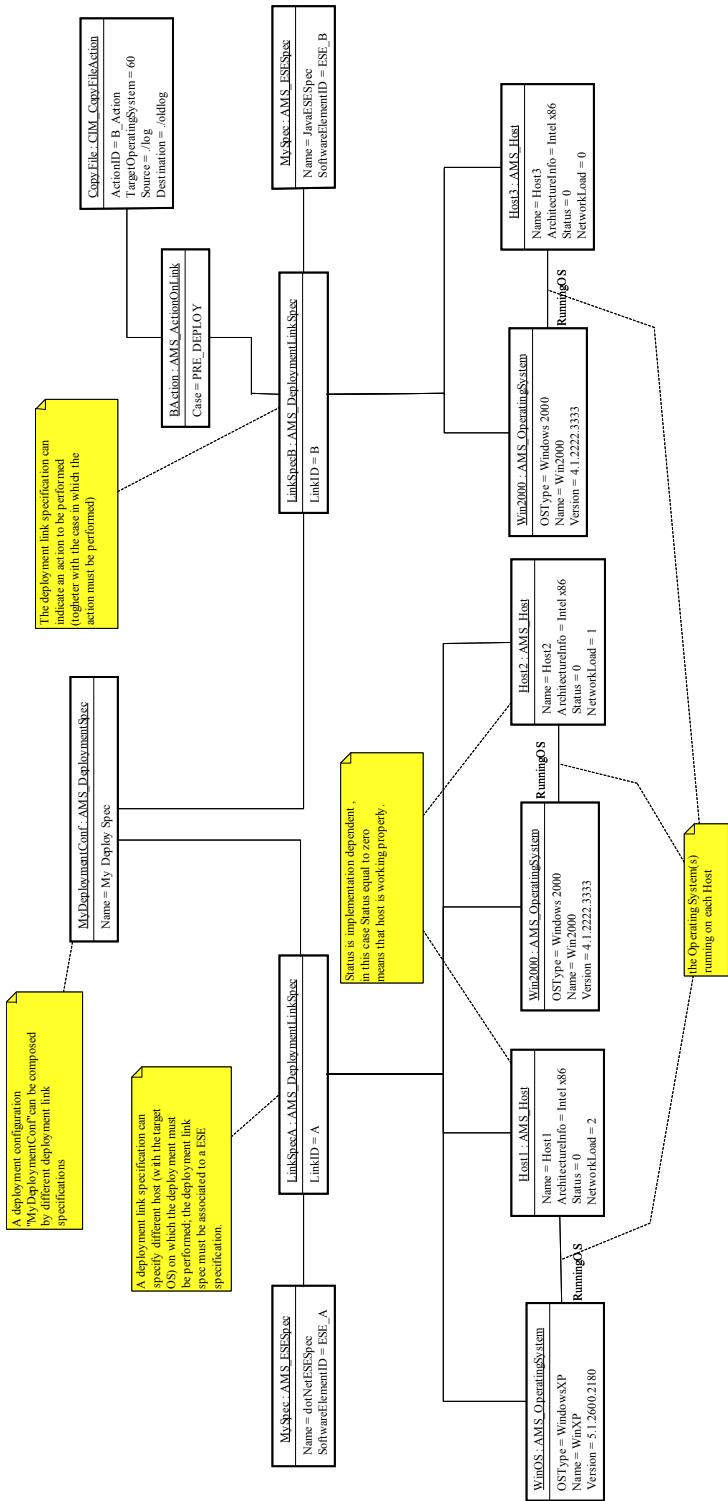 A deployment configuration
"MyDeploymentConf"can be composed
by different deployment link
specifications
MyDeploymentConf : AMS_DeploymentSpec
Name = My Deploy Spec
The deployment link specification can
indicate an action to be performed
(togheter with the case in which the
action must be performed)
CopyFile : CIM_CopyFileAction
ActionID = B_Action
TargetOperatingSystem = 60
Source = ./log
Destination = ./oldlog
BAction : AMS_ActionOnLink
Case = PRE_DEPLOY
A deployment link specification can
specify different host (with the target
OS) on which the deployment must
be performed; the deployment link
spec must be associated to a ESE
specification.
MySpec : AMS_ESESpec
Name = dotNetESESpec
SoftwareElementID = ESE_A
LinkSpecA : AMS_DeploymentLinkSpec
LinkID = A
LinkSpecB : AMS_DeploymentLinkSpec
LinkID = B
MySpec : AMS_ESESpec
Name = JavaESESpec
SoftwareElementID = ESE_B
Status is implementation dependent ,
in this case Status equal to zero
means that host is working properly.
WinOS : AMS_OperatingSystem
OSType = WindowsXP
Name = WinXP
Version = 5.1.2600.2180
RunningOS
Host1 : AMS_Host
Name = Host1
ArchitectureInfo = Intel x86
Status = 0
NetworkLoad = 2
Win2000 : AMS_OperatingSystem
OSType = Windows 2000
Name = Win2000
Version = 4.1.2222.3333
RunningOS
Host2 : AMS_Host
Name = Host2
ArchitectureInfo = Intel x86
Status = 0
NetworkLoad = 1
Win2000 : AMS_OperatingSystem
OSType = Windows 2000
Name = Win2000
Version = 4.1.2222.3333
RunningOS
Host3 : AMS_Host
Name = Host3
ArchitectureInfo = Intel x86
Status = 0
NetworkLoad = 0
the Operating System(s)
running on each Host